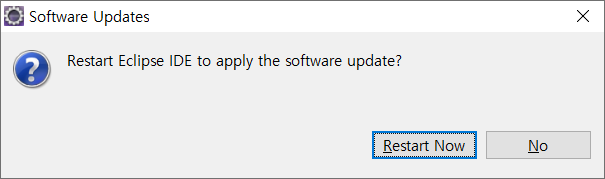 Software Updates
Restart Eclipse IDE to apply the software update?
Restart Now
No